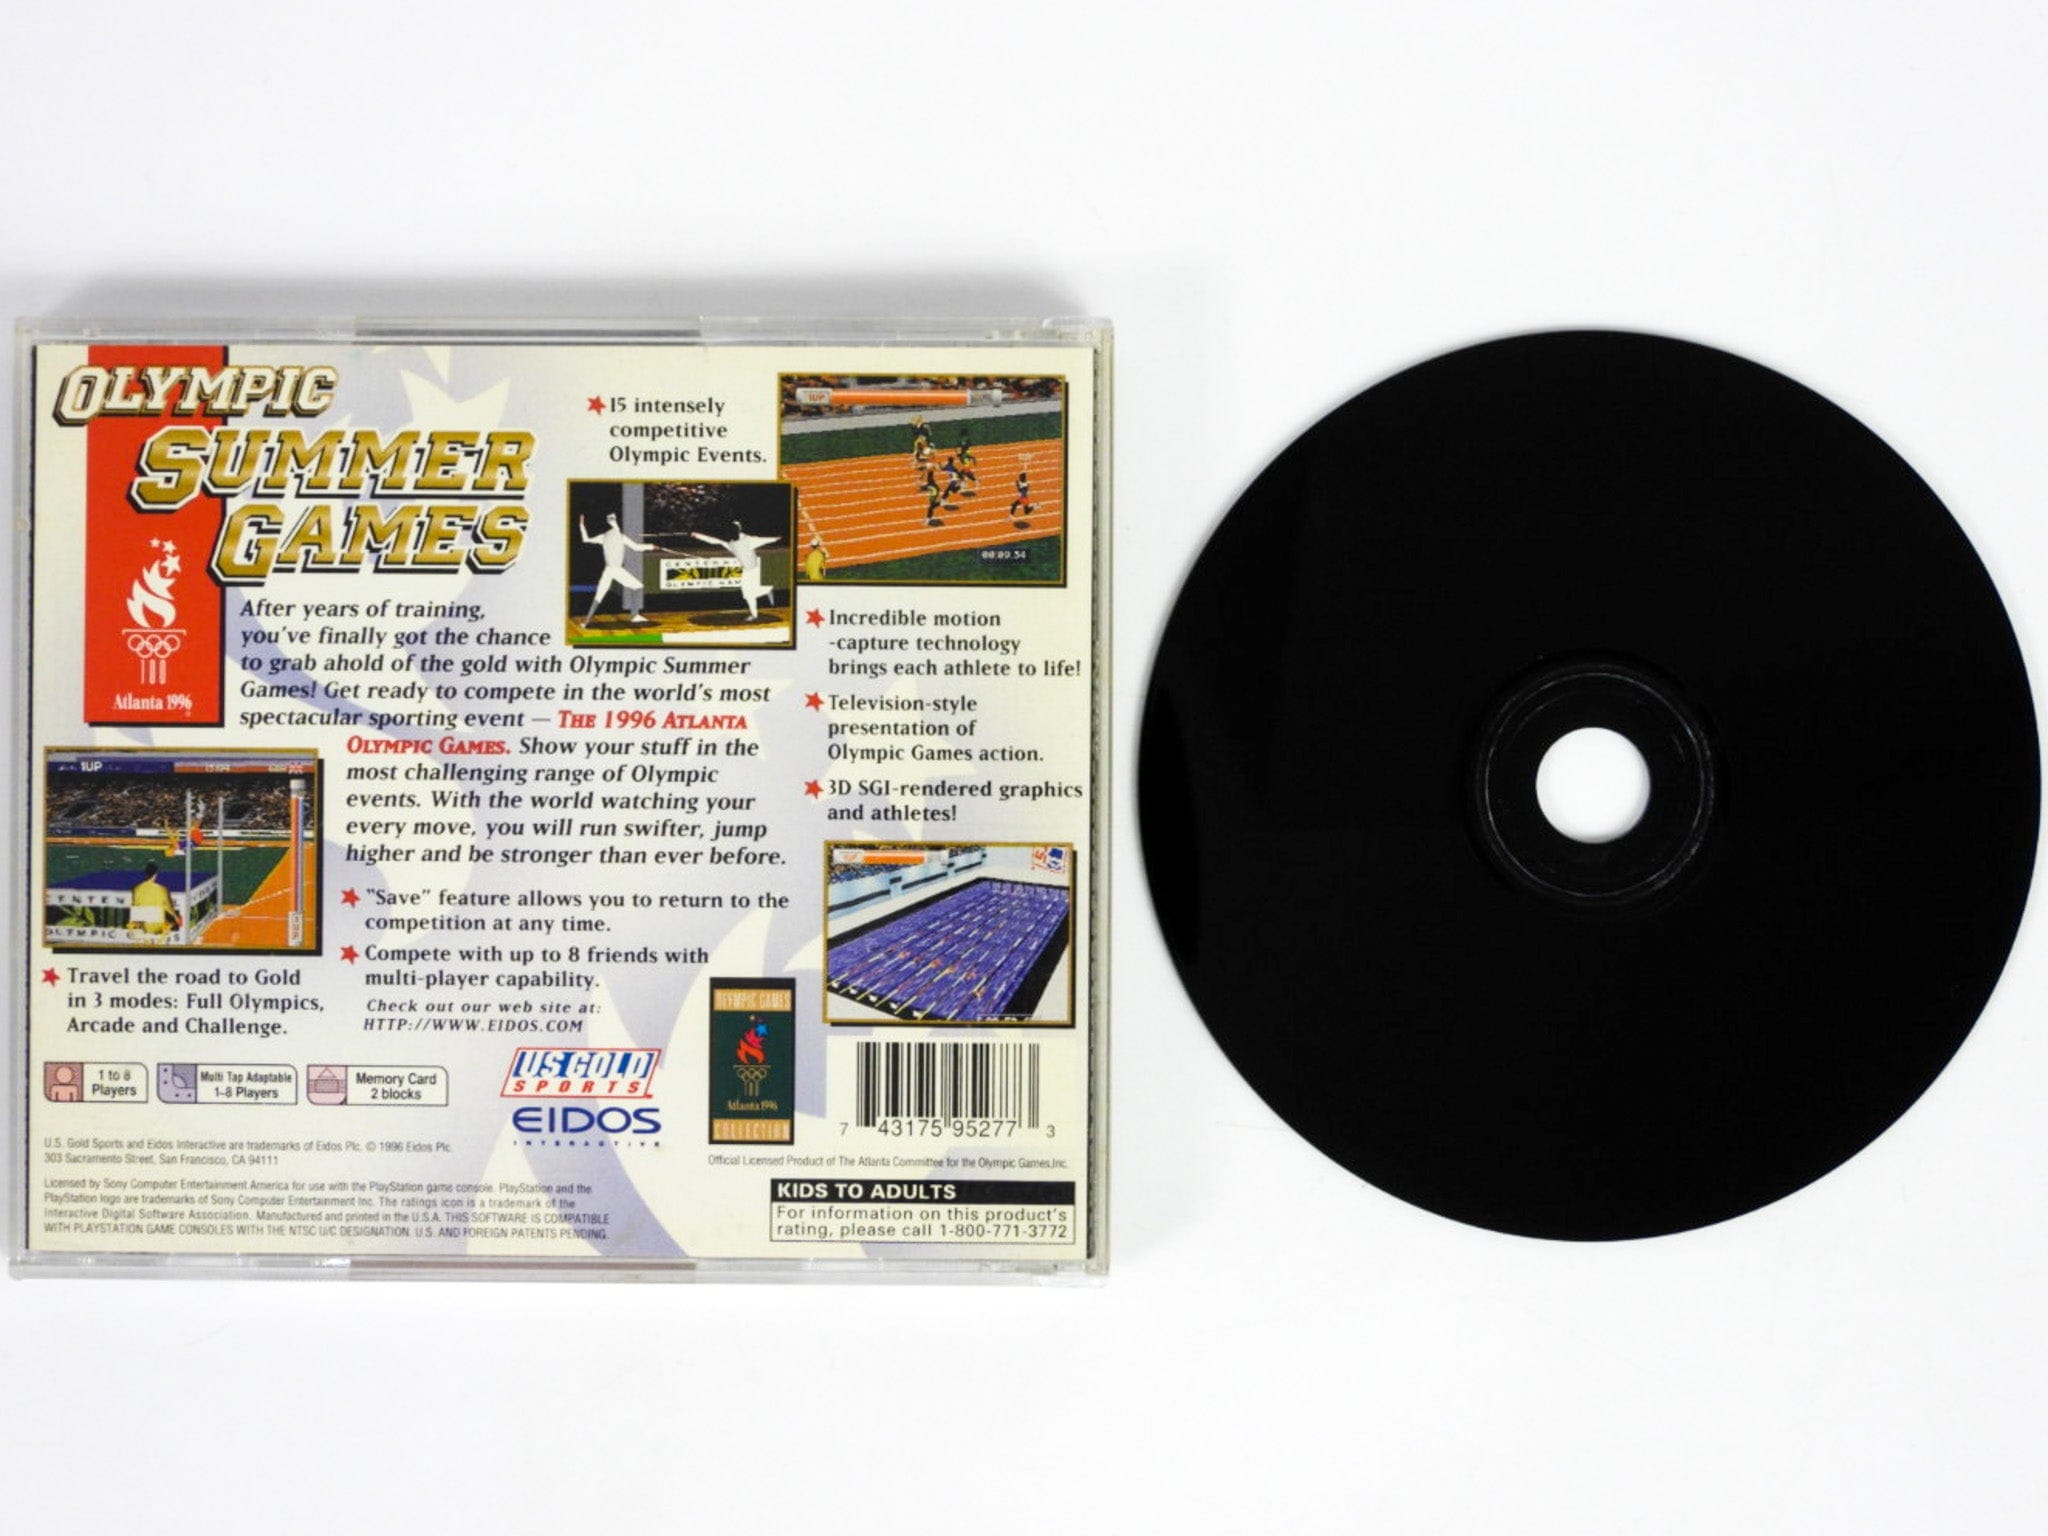 OLYMPIC
SUMMER
GAMES
Atlanta 1996
After years of training,
you've finally got the chance
to grab ahold of the gold with Olympic Summer
Games! Get ready to compete in the world's most
spectacular sporting event — THE 1996 ATLANTA
OLYMPIC GAMES. Show your stuff in the
most challenging range of Olympic
events. With the world watching your
every move, you will run swifter, jump
higher and be stronger than ever before.
15 intensely
competitive
Olympic Events.
1UP
00:09.34
CENTENNI
OLYMPIC GAM
Incredible motion
-capture technology
brings each athlete to life!
Television-style
presentation of
Olympic Games action.
3D SGI-rendered graphics
and athletes!
1UP
"Save" feature allows you to return to the
competition at any time.
Compete with up to 8 friends with
multi-player capability.
Check out our web site at:
HTTP://WWW.EIDOS.COM
Travel the road to Gold
in 3 modes: Full Olympics,
Arcade and Challenge.
1 to 8
Players
Multi Tap Adaptable
1-8 Players
Memory Card
2 blocks
US GOLD
SPORTS
EIDOS
INTERACTIVE
OLYMPIC GAMES
Atlanta 1996
COLLECTION
7 43175 95277 3
U.S. Gold Sports and Eidos Interactive are trademarks of Eidos Plc. © 1996 Eidos Plc.
303 Sacramento Street, San Francisco, CA 94111
Official Licensed Product of The Atlanta Committee for the Olympic Games,Inc.
Licensed by Sony Computer Entertainment America for use with the PlayStation game console. PlayStation and the
PlayStation logo are trademarks of Sony Computer Entertainment Inc. The ratings icon is a trademark of the
Interactive Digital Software Association. Manufactured and printed in the U.S.A. THIS SOFTWARE IS COMPATIBLE
WITH PLAYSTATION GAME CONSOLES WITH THE NTSC U/C DESIGNATION. U.S. AND FOREIGN PATENTS PENDING.
KIDS TO ADULTS
For information on this product's
rating, please call 1-800-771-3772